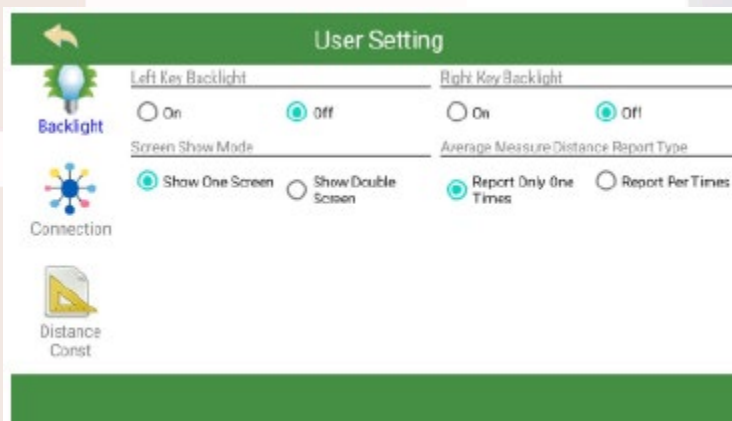 User Setting
Backlight
Connection
Distance
Const
Left Key Backlight
On
Off
Right Key Backlight
On
Off
Screen Show Mode
Show One Screen
Show Double
Screen
Average Measure Distance Report Type
Report Only One
Times
Report Per Times